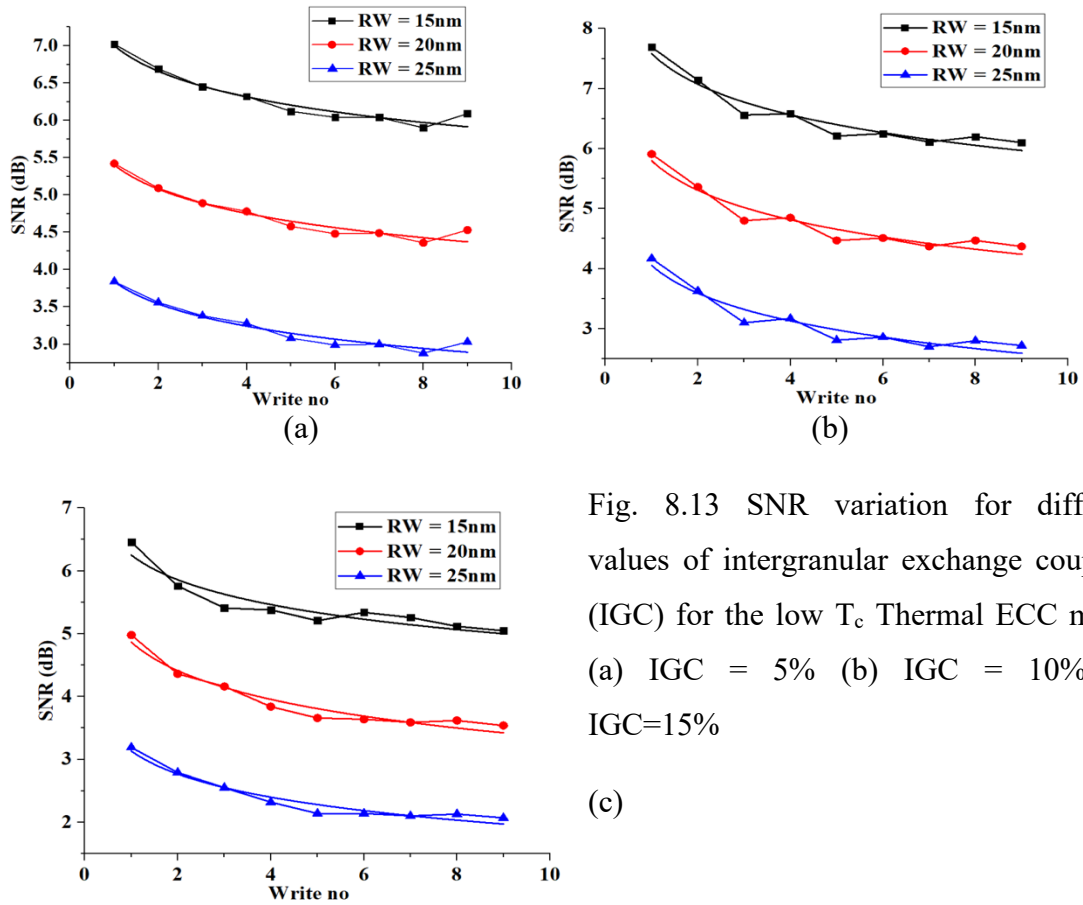 RW = 15nm
RW = 20nm
RW = 25nm
7.0
6.5
6.0
5.5
5.0
4.5
4.0
3.5
3.0
SNR (dB)
0 2 4 6 8 10
Write no
(a)
RW = 15nm
RW = 20nm
RW = 25nm
8
7
6
5
4
3
SNR (dB)
0 2 4 6 8 10
Write no
(b)
RW = 15nm
RW = 20nm
RW = 25nm
7
6
5
4
3
2
SNR (dB)
0 2 4 6 8 10
Write no
Fig. 8.13 SNR variation for diff
values of intergranular exchange coup
(IGC) for the low Tc Thermal ECC
(a) IGC = 5% (b) IGC = 10%
IGC=15%
(c)